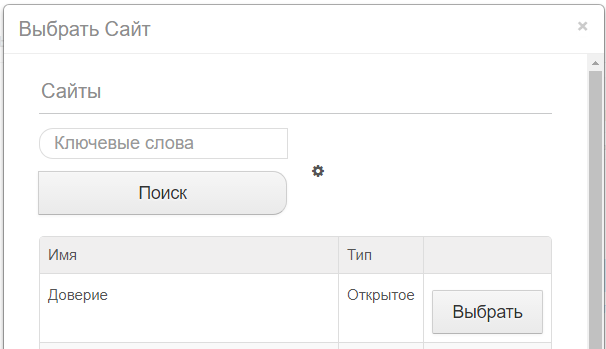 Выбрать Сайт
×
Сайты
Ключевые слова
Поиск
Имя Тип
Доверие Открытое Выбрать